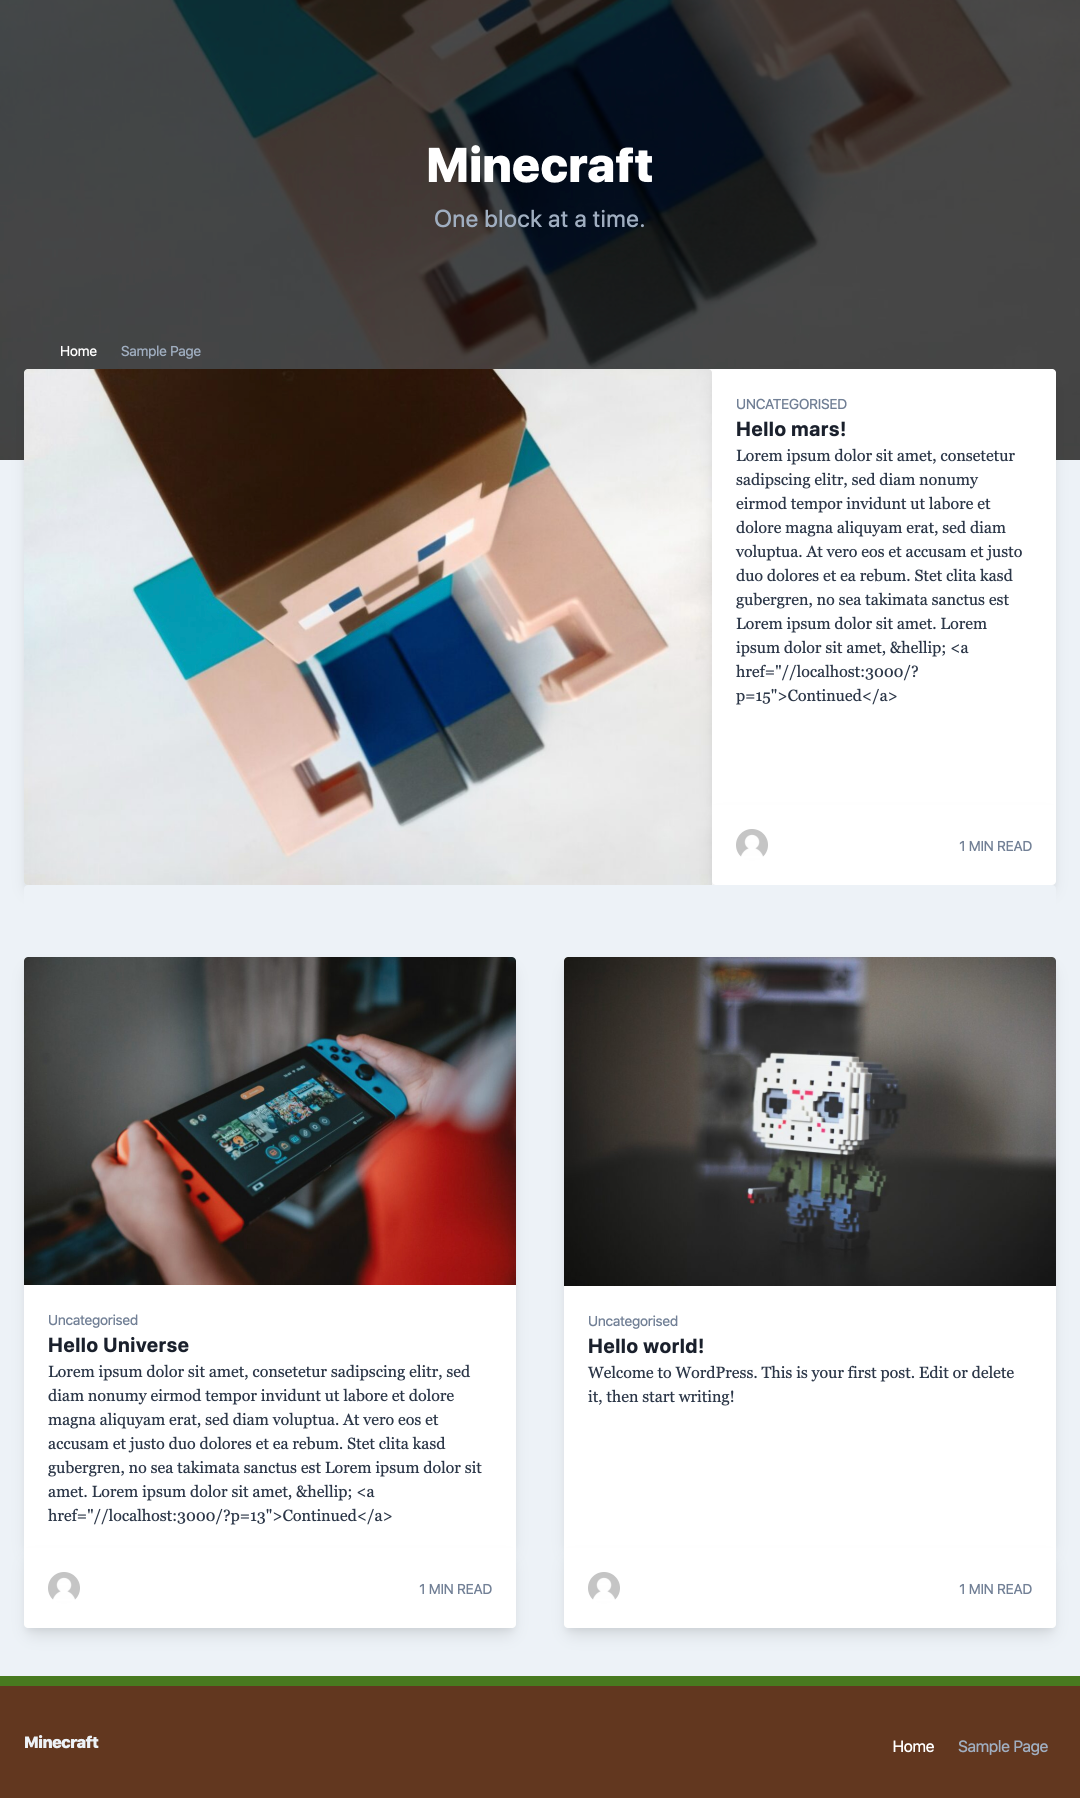 Minecraft
One block at a time.
Home
Sample Page
UNCATEGORISED
Hello mars!
Lorem ipsum dolor sit amet, consetetur
sadipscing elitr, sed diam nonumy
eirmod tempor invidunt ut labore et
dolore magna aliquyam erat, sed diam
voluptua. At vero eos et accusam et justo
duo dolores et ea rebum. Stet clita kasd
gubergren, no sea takimata sanctus est
Lorem ipsum dolor sit amet. Lorem
ipsum dolor sit amet, &hellip; <a
href="//localhost:3000/?
p=15">Continued</a>
1 MIN READ
Uncategorised
Hello Universe
Lorem ipsum dolor sit amet, consetetur sadipscing elitr, sed
diam nonumy eirmod tempor invidunt ut labore et dolore
magna aliquyam erat, sed diam voluptua. At vero eos et
accusam et justo duo dolores et ea rebum. Stet clita kasd
gubergren, no sea takimata sanctus est Lorem ipsum dolor sit
amet. Lorem ipsum dolor sit amet, &hellip; <a
href="//localhost:3000/?p=13">Continued</a>
1 MIN READ
Uncategorised
Hello world!
Welcome to WordPress. This is your first post. Edit or delete
it, then start writing!
1 MIN READ
Minecraft
Home
Sample Page